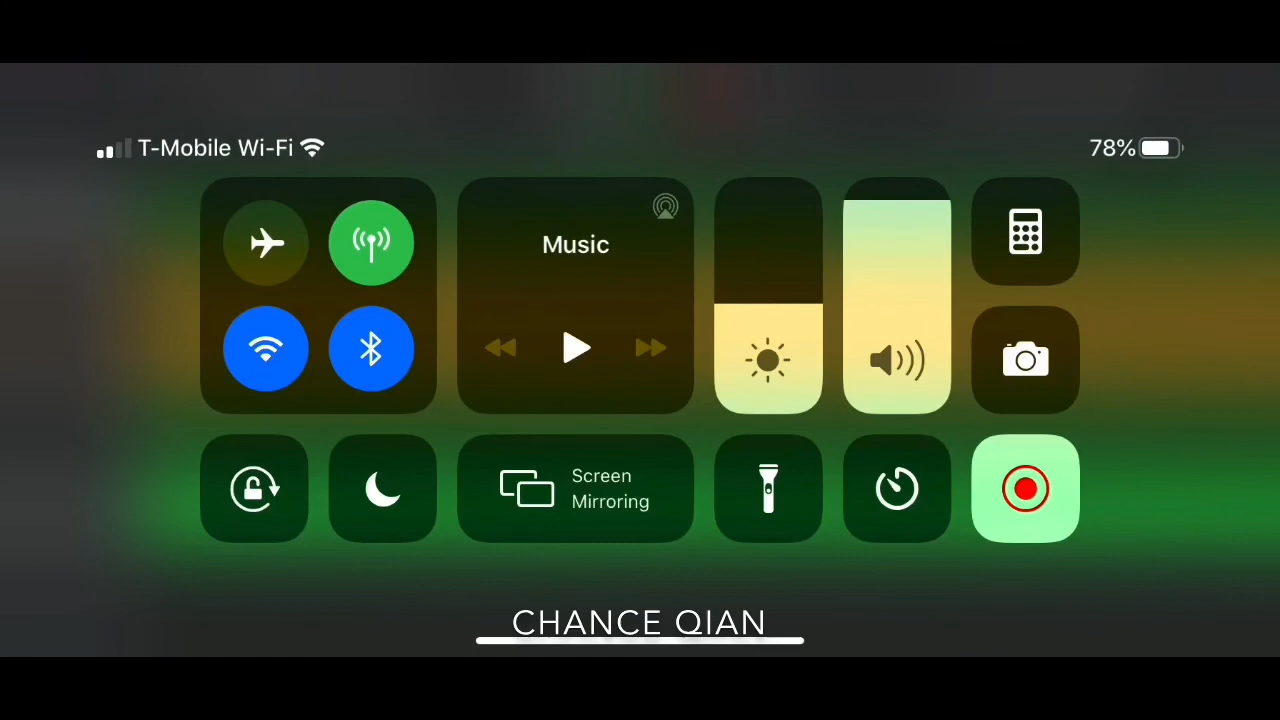 T-Mobile Wi-Fi
78%
Music
Screen
Mirroring
CHANCE QIAN